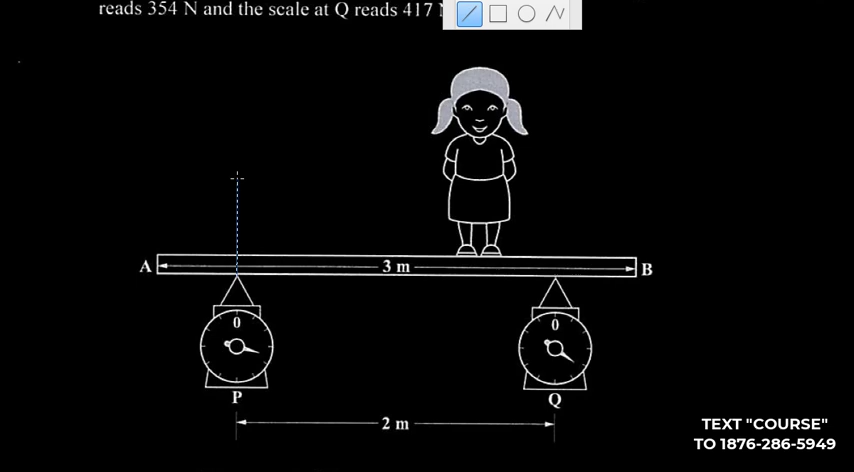 reads 354 N and the scale at Q reads 417
A
3 m
B
0
0
P
Q
2 m
TEXT "COURSE"
TO 1876-286-5949